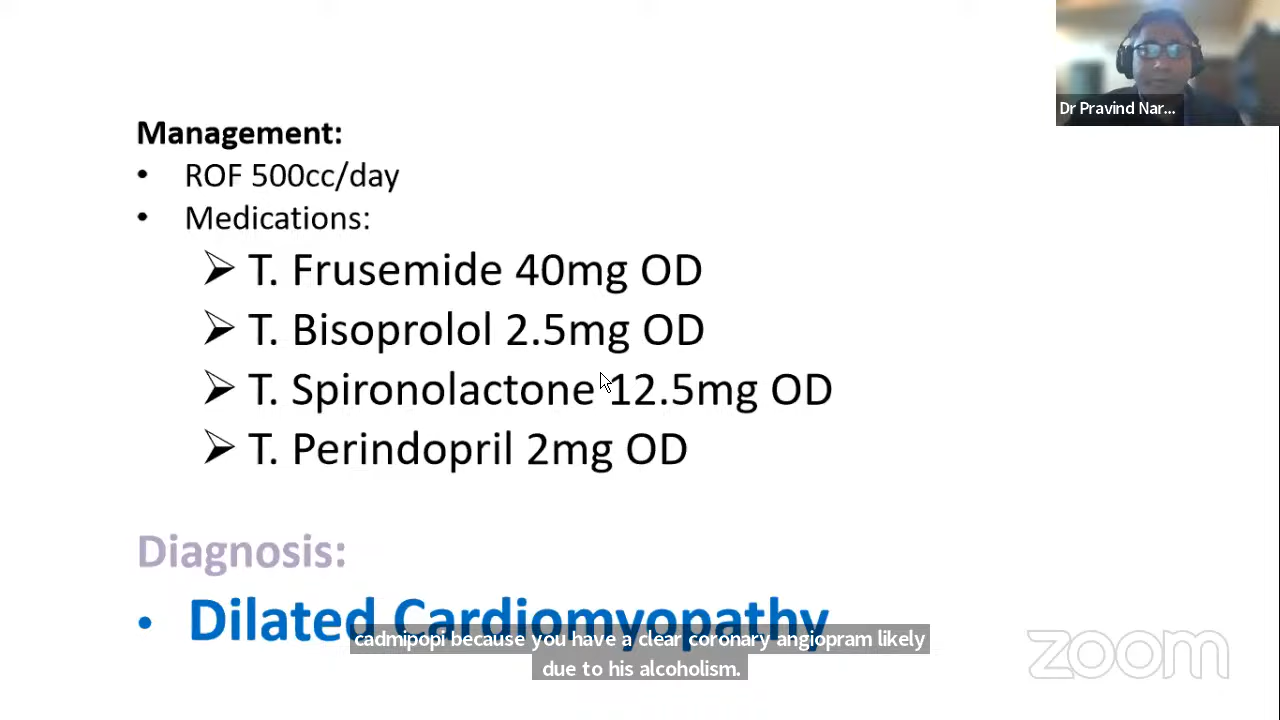 Dr Pravind Nar...
Management:
• ROF 500cc/day
• Medications:
➢ T. Frusemide 40mg OD
➢ T. Bisoprolol 2.5mg OD
➢ T. Spironolactone 12.5mg OD
➢ T. Perindopril 2mg OD
Diagnosis:
• Dilated Cardiomyopathy
cadmipopi because you have a clear coronary angiopram likely
due to his alcoholism.
zoom